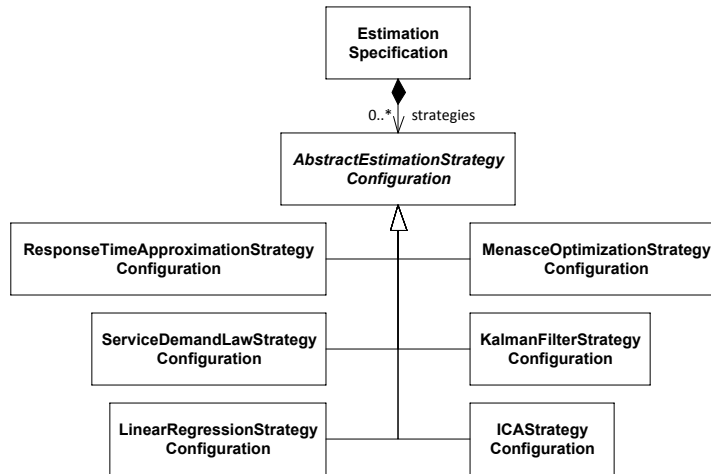 Estimation
Specification
0..* strategies
AbstractEstimationStrategy
Configuration
ResponseTimeApproximationStrategy
Configuration
MenasceOptimizationStrategy
Configuration
ServiceDemandLawStrategy
Configuration
KalmanFilterStrategy
Configuration
LinearRegressionStrategy
Configuration
ICAStrategy
Configuration